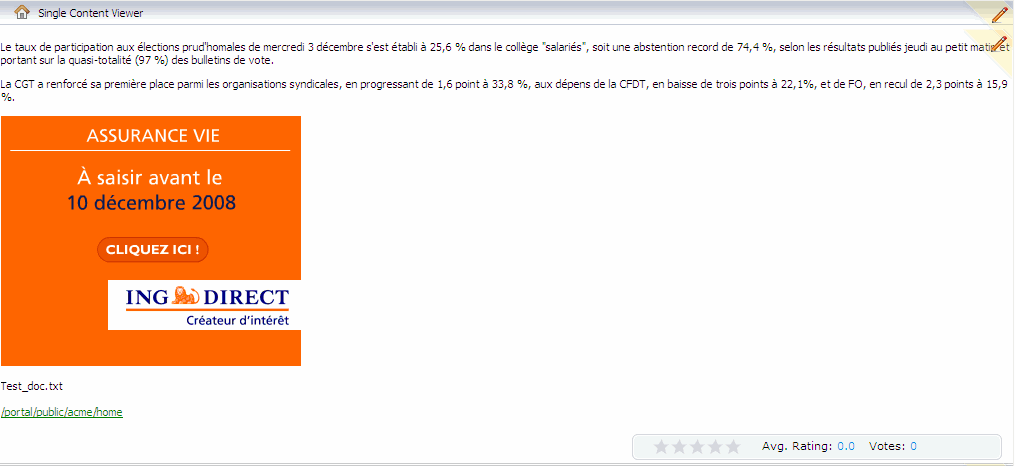 Single Content Viewer
Le taux de participation aux élections prud'homales de mercredi 3 décembre s'est établi à 25,6 % dans le collège "salariés", soit une abstention record de 74,4 %, selon les résultats publiés jeudi au petit matin et
portant sur la quasi-totalité (97 %) des bulletins de vote.
La CGT a renforcé sa première place parmi les organisations syndicales, en progressant de 1,6 point à 33,8 %, aux dépens de la CFDT, en baisse de trois points à 22,1%, et de FO, en recul de 2,3 points à 15,9
%.
ASSURANCE VIE
À saisir avant le
10 décembre 2008
CLIQUEZ ICI !
ING DIRECT
Créateur d'intérêt
Test_doc.txt
/portal/public/acme/home
Avg. Rating: 0.0 Votes: 0